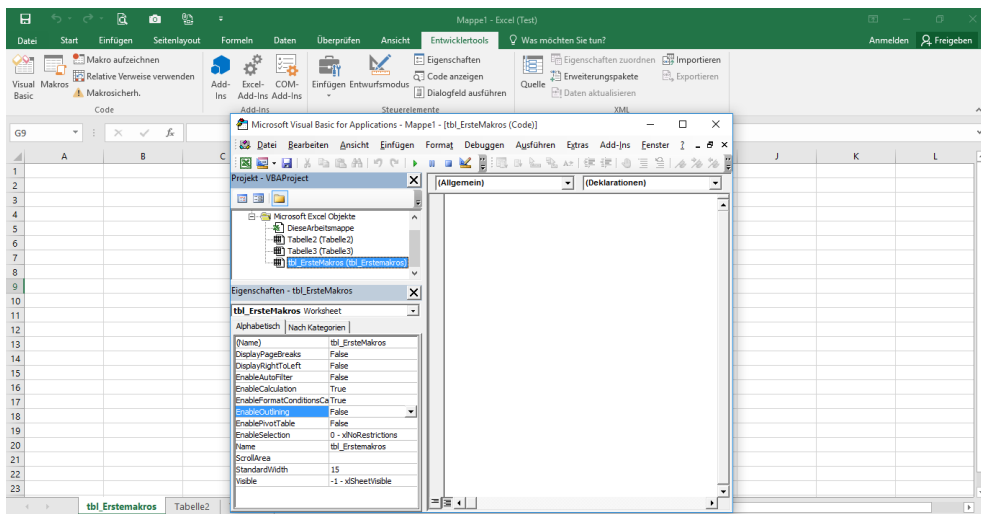 Mappe1 - Excel (Test)
Datei Start Einfügen Seitenlayout Formeln Daten Überprüfen Ansicht Entwicklertools Was möchten Sie tun? Anmelden Freigeben
Visual Basic
Makros
Makro aufzeichnen
Relative Verweise verwenden
Makrosicherh.
Code
Add-Ins
Excel-Add-Ins
COM-Add-Ins
Add-Ins
Einfügen
Entwurfsmodus
Eigenschaften
Code anzeigen
Dialogfeld ausführen
Steuerelemente
Quelle
Eigenschaften zuordnen
Erweiterungspakete
Daten aktualisieren
Importieren
Exportieren
XML
G9
fx
A B C J K L
1
2
3
4
5
6
7
8
9
10
11
12
13
14
15
16
17
18
19
20
21
22
23
tbl_Erstemakros Tabelle2
Microsoft Visual Basic for Applications - Mappe1 - [tbl_ErsteMakros (Code)]
Datei Bearbeiten Ansicht Einfügen Format Debuggen Ausführen Extras Add-Ins Fenster ?
Projekt - VBAProject
Microsoft Excel Objekte
DieseArbeitsmappe
Tabelle2 (Tabelle2)
Tabelle3 (Tabelle3)
tbl_ErsteMakros (tbl_Erstemakros)
Eigenschaften - tbl_ErsteMakros
tbl_ErsteMakros Worksheet
Alphabetisch Nach Kategorien
(Name) tbl_ErsteMakros
DisplayPageBreaks False
DisplayRightToLeft False
EnableAutoFilter False
EnableCalculation True
EnableFormatConditionsCa True
EnableOutlining False
EnablePivotTable False
EnableSelection 0 - xlNoRestrictions
Name tbl_Erstemakros
ScrollArea
StandardWidth 15
Visible -1 - xlSheetVisible
(Allgemein) (Deklarationen)